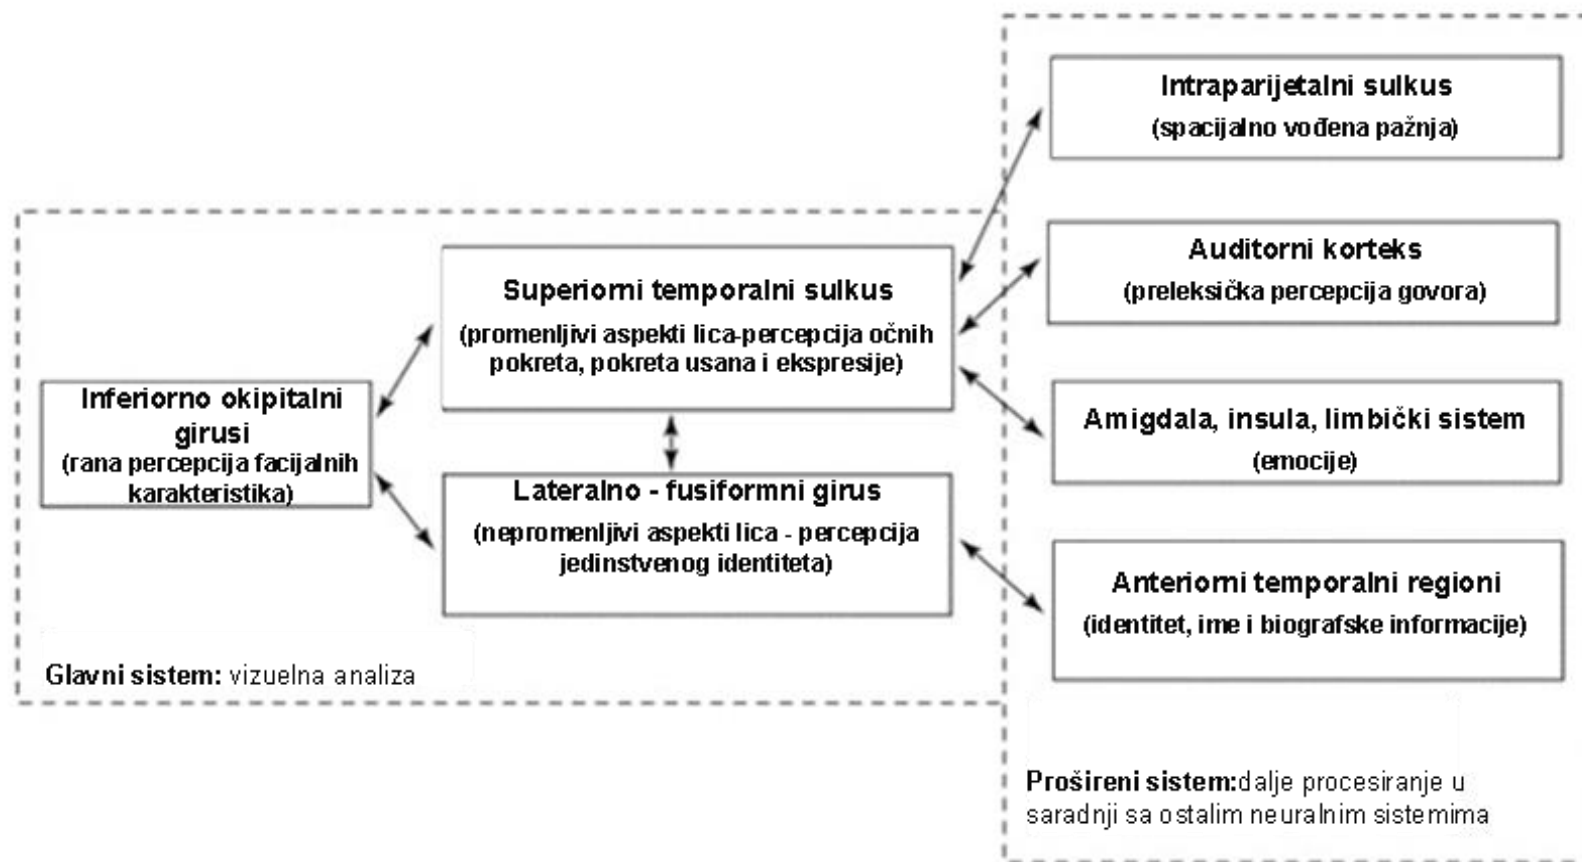 Inferiorno okipitalni
girusi
(rana percepcija facijalnih
karakteristika)
Superiorni temporalni sulkus
(promenljivi aspekti lica-percepcija očnih
pokreta, pokreta usana i ekspresije)
Lateralno - fusiformni girus
(nepromenljivi aspekti lica - percepcija
jedinstvenog identiteta)
Glavni sistem: vizuelna analiza
Intraparijetalni sulkus
(spacijalno vođena pažnja)
Auditorni korteks
(preleksička percepcija govora)
Amigdala, insula, limbički sistem
(emocije)
Anteriorni temporalni regioni
(identitet, ime i biografske informacije)
Prošireni sistem:dalje procesiranje u
saradnji sa ostalim neuralnim sistemima